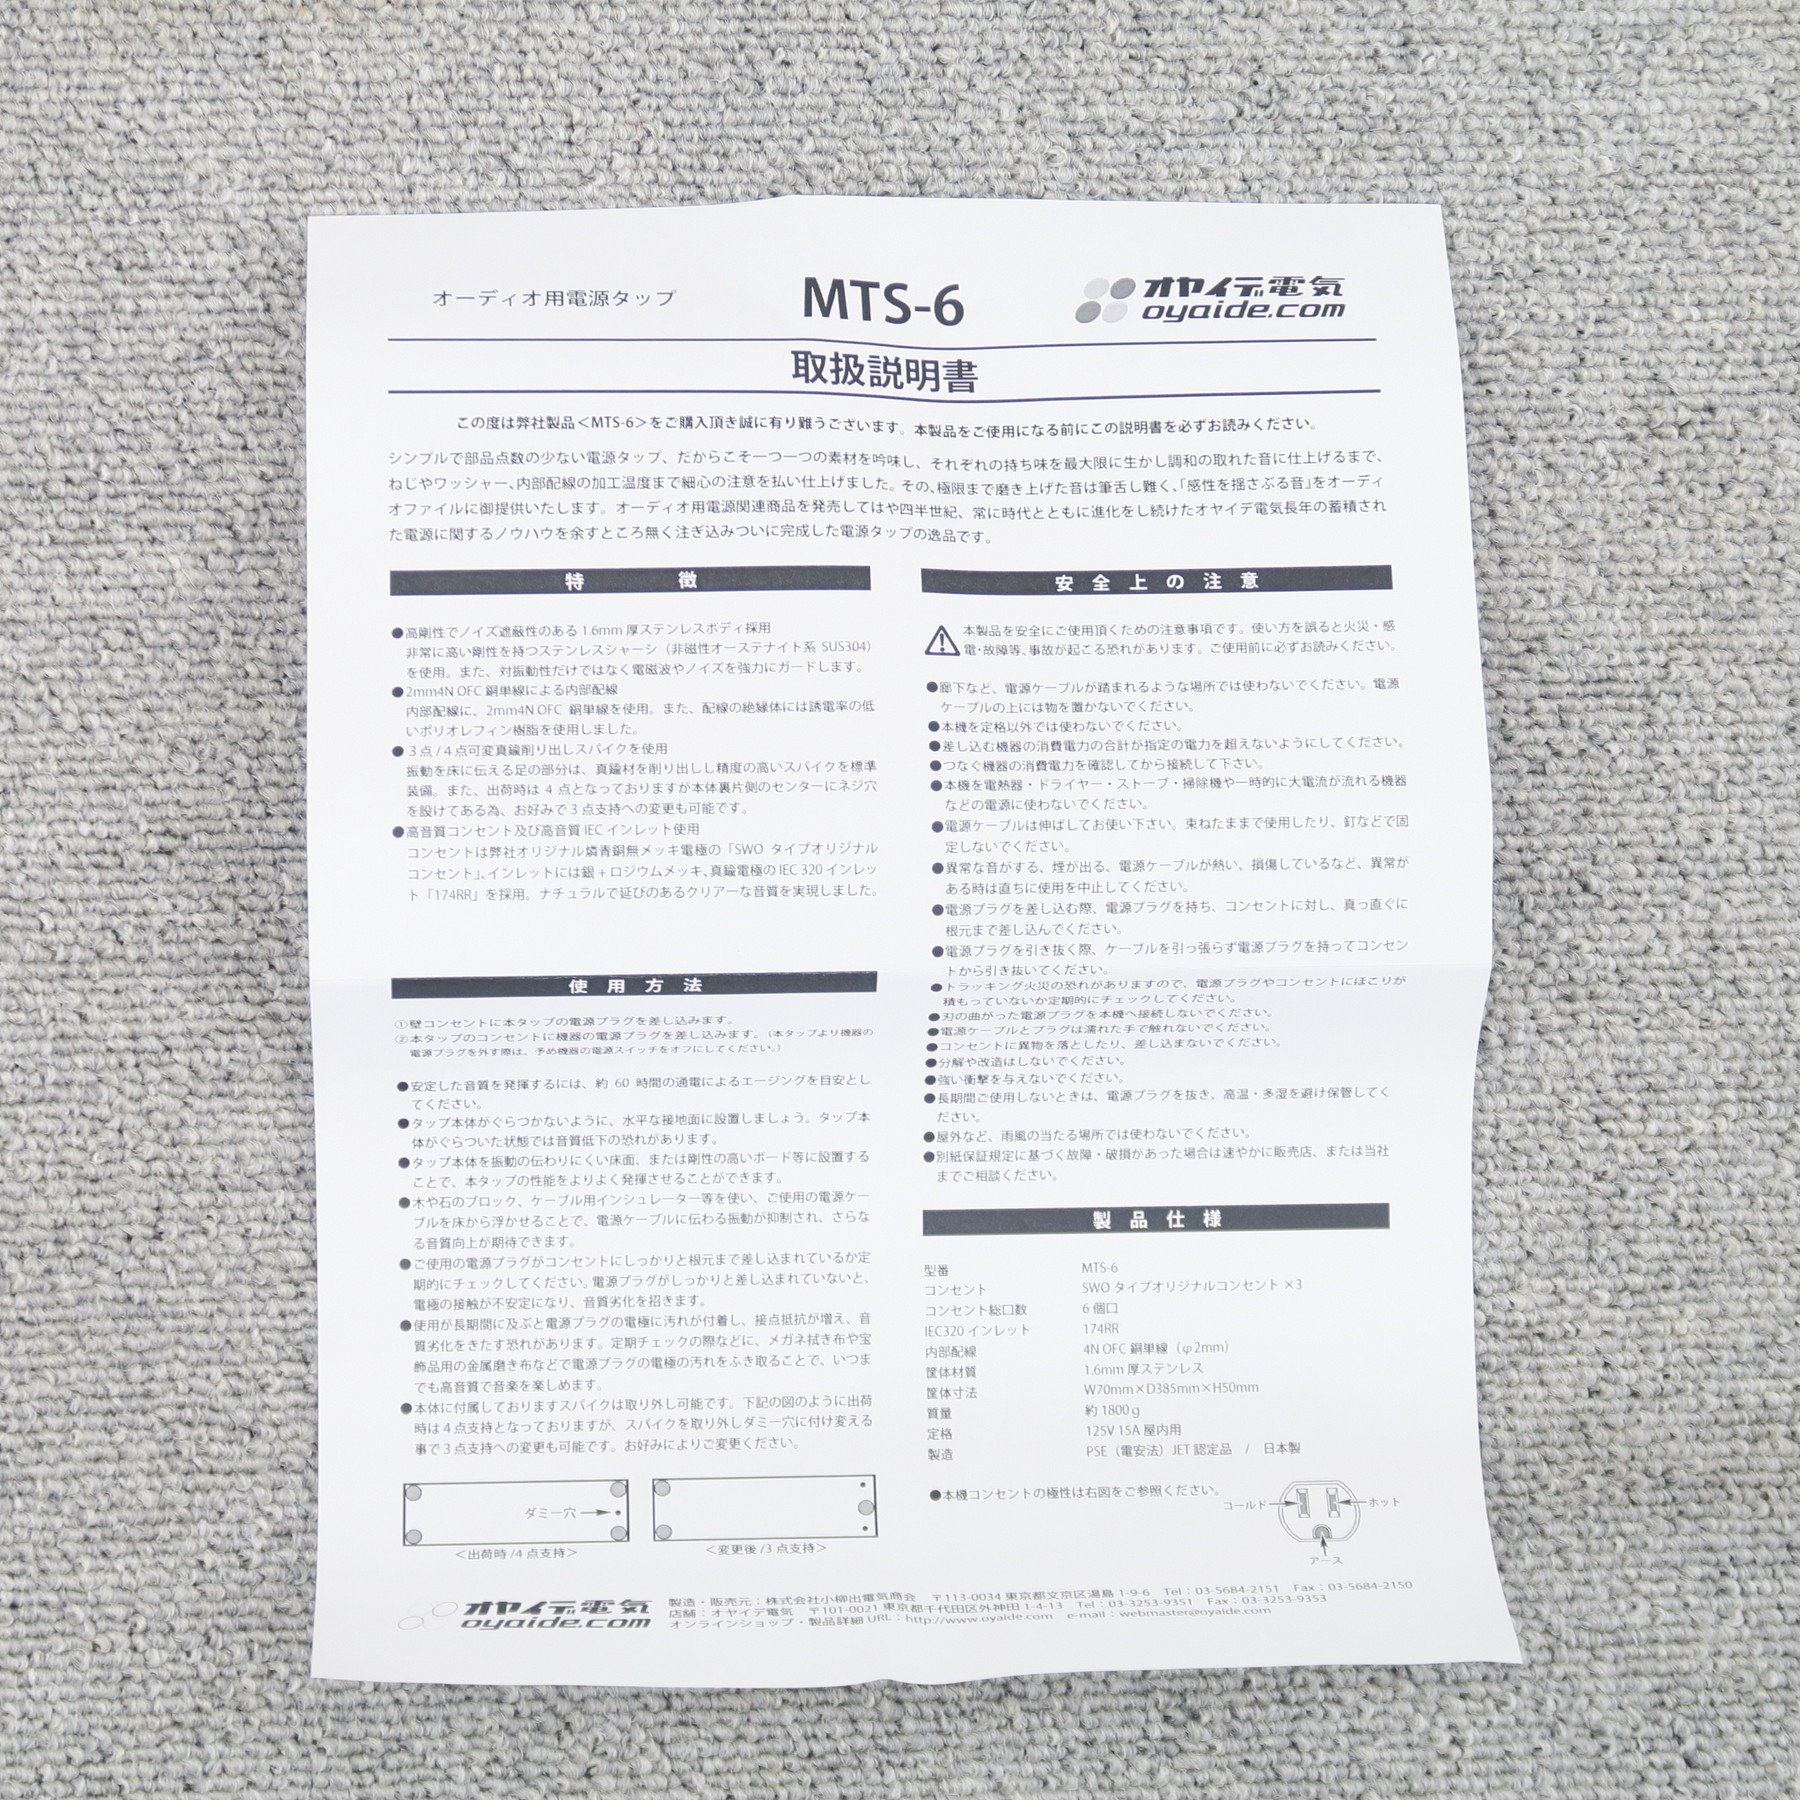 オーディオ用電源タップ
MTS-6
オヤイデ電気
oyaide.com
取扱説明書
この度は弊社製品<MTS-6>をご購入頂き誠に有り難うございます。本製品をご使用になる前にこの説明書を必ずお読みください。
シンプルで部品点数の少ない電源タップ、だからこそ一つ一つの素材を吟味し、それぞれの持ち味を最大限に生かし調和の取れた音に仕上げるまで、
ねじやワッシャー、内部配線の加工温度まで細心の注意を払い仕上げました。その、極限まで磨き上げた音は筆舌し難く、「感性を揺さぶる音」をオーディ
オファイルに御提供いたします。オーディオ用電源関連商品を発売してはや四半世紀、常に時代とともに進化をし続けたオヤイデ電気長年の蓄積され
た電源に関するノウハウを余すところ無く注ぎ込みついに完成した電源タップの逸品です。
特 徴
●高剛性でノイズ遮蔽性のある 1.6mm 厚ステンレスボディ採用
非常に高い剛性を持つステンレスシャーシ（非磁性オーステナイト系 SUS304）
を使用。また、対振動性だけではなく電磁波やノイズを強力にガードします。
●2mm4N OFC 銅単線による内部配線
内部配線に、2mm4N OFC 銅単線を使用。また、配線の絶縁体には誘電率の低
いポリオレフィン樹脂を使用しました。
●３点/４点可変真鍮削り出しスパイクを使用
振動を床に伝える足の部分は、真鍮材を削り出しし精度の高いスパイクを標準
装備。また、出荷時は 4 点となっておりますが本体裏片側のセンターにネジ穴
を設けてある為、お好みで 3 点支持への変更も可能です。
●高音質コンセント及び高音質 IEC インレット使用
コンセントは弊社オリジナル燐青銅無メッキ電極の「SWO タイプオリジナル
コンセント」、インレットには銀＋ロジウムメッキ、真鍮電極の IEC 320 インレッ
ト「174RR」を採用。ナチュラルで延びのあるクリアーな音質を実現しました。
使 用 方 法
①壁コンセントに本タップの電源プラグを差し込みます。
②本タップのコンセントに機器の電源プラグを差し込みます。（本タップより機器の
電源プラグを外す際は、予め機器の電源スイッチをオフにしてください。）
●安定した音質を発揮するには、約 60 時間の通電によるエージングを目安とし
てください。
●タップ本体がぐらつかないように、水平な接地面に設置しましょう。タップ本
体がぐらついた状態では音質低下の恐れがあります。
●タップ本体を振動の伝わりにくい床面、または剛性の高いボード等に設置する
ことで、本タップの性能をよりよく発揮させることができます。
●木や石のブロック、ケーブル用インシュレーター等を使い、ご使用の電源ケー
ブルを床から浮かせることで、電源ケーブルに伝わる振動が抑制され、さらな
る音質向上が期待できます。
●ご使用の電源プラグがコンセントにしっかりと根元まで差し込まれているか定
期的にチェックしてください。電源プラグがしっかりと差し込まれていないと、
電極の接触が不安定になり、音質劣化を招きます。
●使用が長期間に及ぶと電源プラグの電極に汚れが付着し、接点抵抗が増え、音
質劣化をきたす恐れがあります。定期チェックの際などに、メガネ拭き布や宝
飾品用の金属磨き布などで電源プラグの電極の汚れをふき取ることで、いつま
でも高音質で音楽を楽しめます。
●本体に付属しておりますスパイクは取り外し可能です。下記の図のように出荷
時は４点支持となっておりますが、スパイクを取り外しダミー穴に付け変える
事で３点支持への変更も可能です。お好みによりご変更ください。
ダミー穴
＜出荷時/4 点支持＞
＜変更後/3 点支持＞
安 全 上 の 注 意
本製品を安全にご使用頂くための注意事項です。使い方を誤ると火災・感
電・故障等、事故が起こる恐れがあります。ご使用前に必ずお読みください。
●廊下など、電源ケーブルが踏まれるような場所では使わないでください。電源
ケーブルの上には物を置かないでください。
●本機を定格以外では使わないでください。
●差し込む機器の消費電力の合計が指定の電力を超えないようにしてください。
●つなぐ機器の消費電力を確認してから接続して下さい。
●本機を電熱器・ドライヤー・ストーブ・掃除機や一時的に大電流が流れる機器
などの電源に使わないでください。
●電源ケーブルは伸ばしてお使い下さい。束ねたままで使用したり、釘などで固
定しないでください。
●異常な音がする、煙が出る、電源ケーブルが熱い、損傷しているなど、異常が
ある時は直ちに使用を中止してください。
●電源プラグを差し込む際、電源プラグを持ち、コンセントに対し、真っ直ぐに
根元まで差し込んでください。
●電源プラグを引き抜く際、ケーブルを引っ張らず電源プラグを持ってコンセン
トから引き抜いてください。
●トラッキング火災の恐れがありますので、電源プラグやコンセントにほこりが
積もっていないか定期的にチェックしてください。
●刃の曲がった電源プラグを本機へ接続しないでください。
●電源ケーブルとプラグは濡れた手で触れないでください。
●コンセントに異物を落としたり、差し込まないでください。
●分解や改造はしないでください。
●強い衝撃を与えないでください。
●長期間ご使用しないときは、電源プラグを抜き、高温・多湿を避け保管してく
ださい。
●屋外など、雨風の当たる場所では使わないでください。
●別紙保証規定に基づく故障・破損があった場合は速やかに販売店、または当社
までご相談ください。
製 品 仕 様
型番 MTS-6
コンセント SWO タイプオリジナルコンセント ×3
コンセント総口数 6 個口
IEC320 インレット 174RR
内部配線 4N OFC 銅単線（φ2mm）
筐体材質 1.6mm 厚ステンレス
筐体寸法 W70mm×D385mm×H50mm
質量 約 1800ｇ
定格 125V 15A 屋内用
製造 PSE（電安法）JET 認定品 / 日本製
●本機コンセントの極性は右図をご参照ください。
コールド
ホット
アース
オヤイデ電気
oyaide.com
製造・販売元：株式会社小柳出電気商会 〒113-0034 東京都文京区湯島 1-9-6 Tel：03-5684-2151 Fax：03-5684-2150
店舗：オヤイデ電気 〒101-0021 東京都千代田区外神田 1-4-13 Tel：03-3253-9351 Fax：03-3253-9353
オンラインショップ・製品詳細 URL：http://www.oyaide.com e-mail：webmaster@oyaide.com